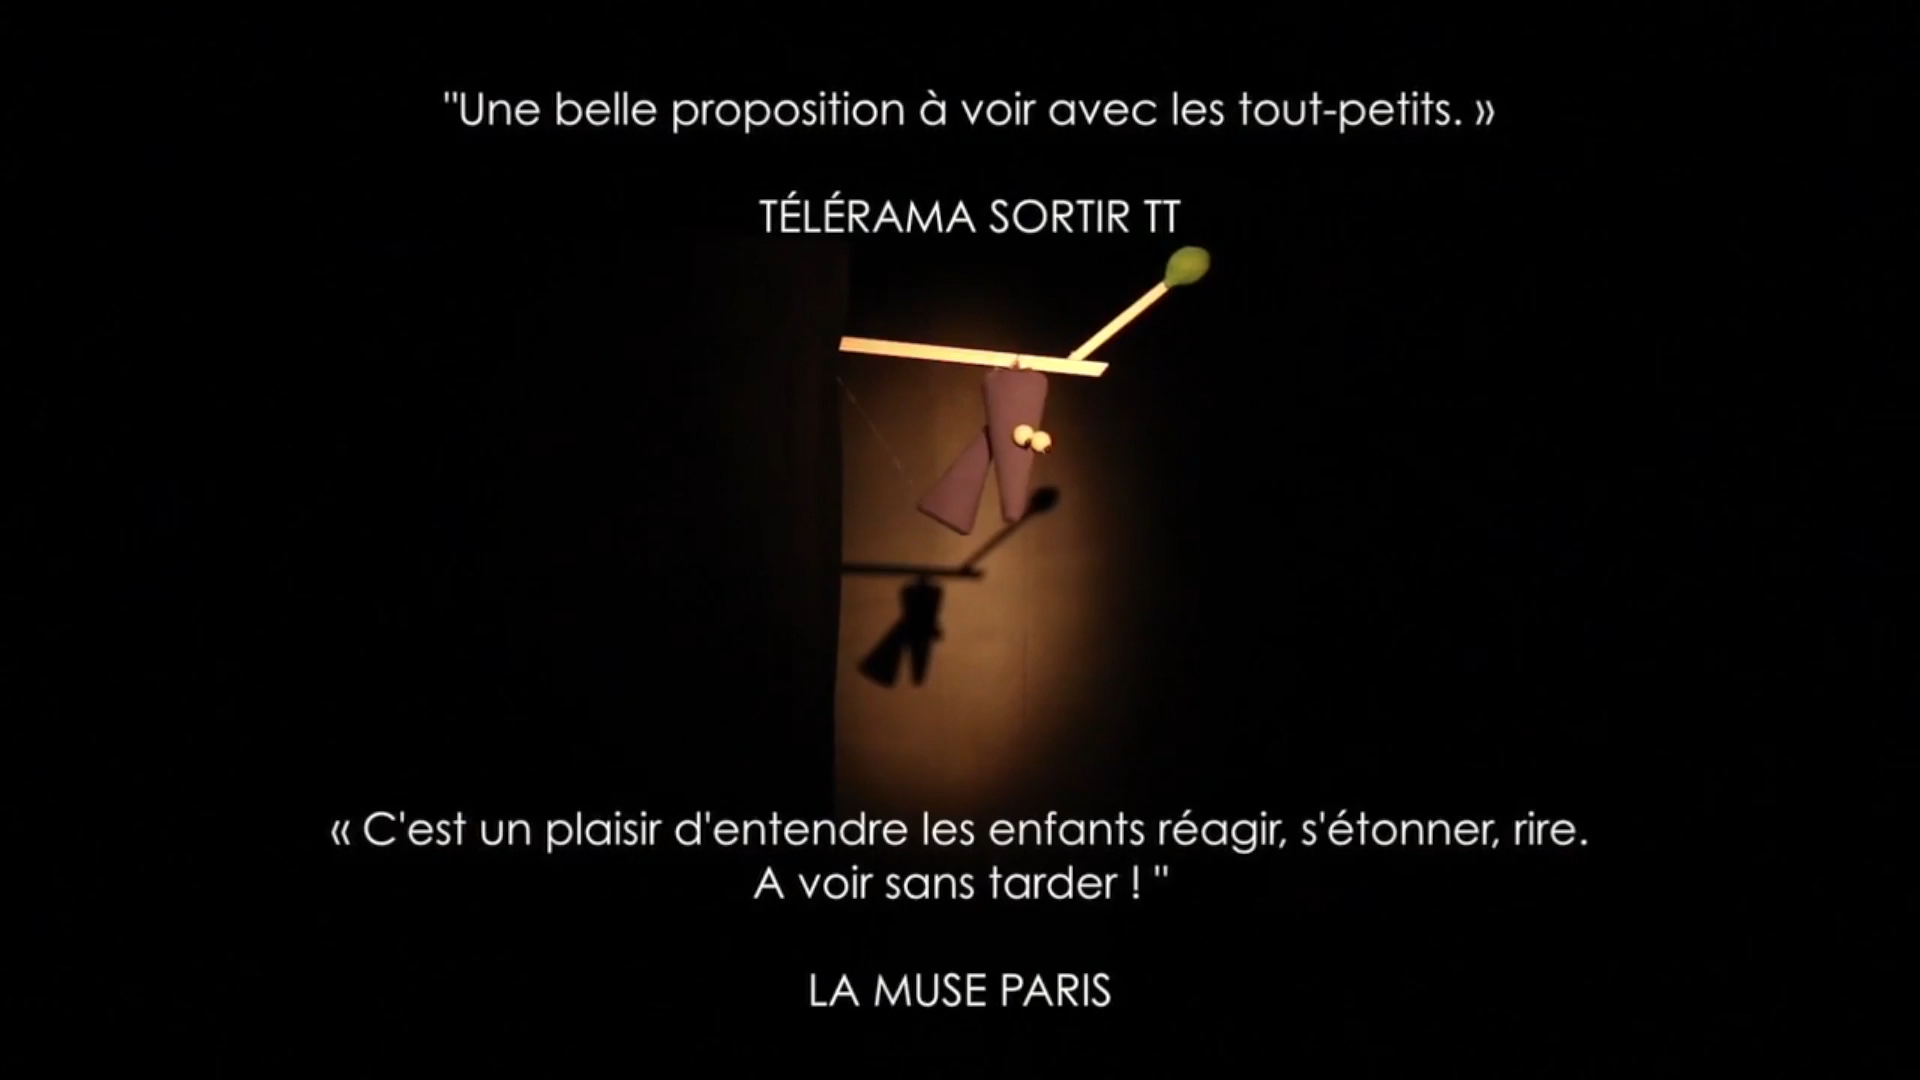 "Une belle proposition à voir avec les tout-petits. »
TÉLÉRAMA SORTIR TT
« C'est un plaisir d'entendre les enfants réagir, s'étonner, rire.
A voir sans tarder ! "
LA MUSE PARIS